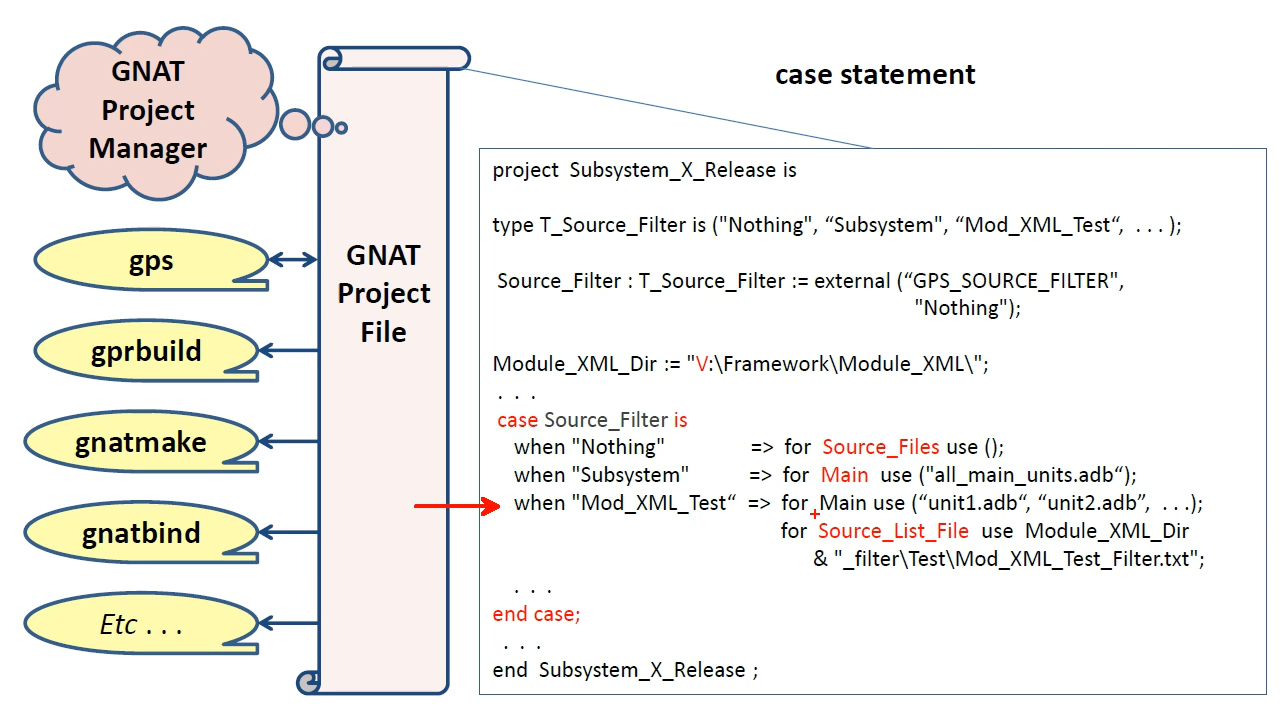 GNAT
Project
Manager
gps
gprbuild
gnatmake
gnatbind
Etc . . .
GNAT
Project
File
case statement
project Subsystem_X_Release is
type T_Source_Filter is ("Nothing", “Subsystem", “Mod_XML_Test“, . . . );
Source_Filter : T_Source_Filter := external (“GPS_SOURCE_FILTER",
"Nothing");
Module_XML_Dir := "V:\Framework\Module_XML\";
. . .
case Source_Filter is
when "Nothing" => for Source_Files use ();
when "Subsystem" => for Main use ("all_main_units.adb“);
when "Mod_XML_Test“ => for Main use (“unit1.adb“, “unit2.adb”, . . .);
for Source_List_File use Module_XML_Dir
& "_filter\Test\Mod_XML_Test_Filter.txt";
. . .
end case;
. . .
end Subsystem_X_Release ;